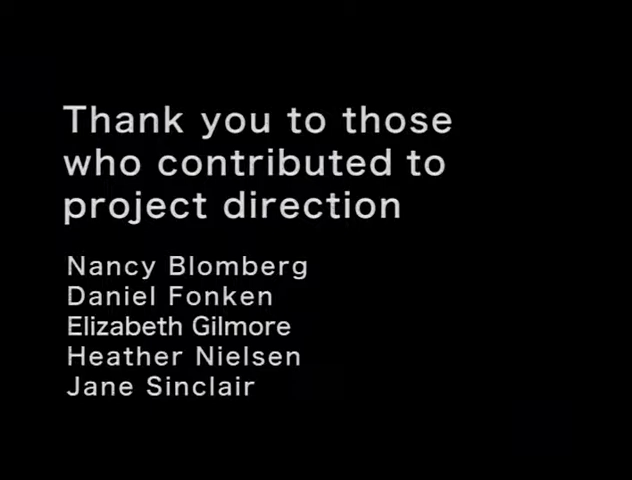 Thank you to those
who contributed to
project direction
Nancy Blomberg
Daniel Fonken
Elizabeth Gilmore
Heather Nielsen
Jane Sinclair